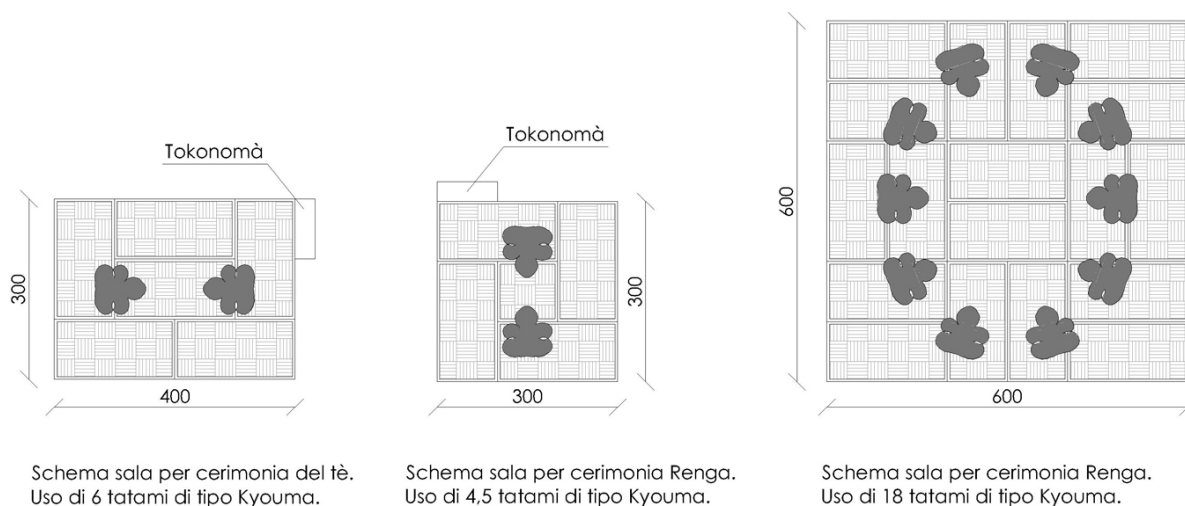 Tokonomà
300
400
Schema sala per cerimonia del tè.
Uso di 6 tatami di tipo Kyouma.
Tokonomà
300
300
Schema sala per cerimonia Renga.
Uso di 4,5 tatami di tipo Kyouma.
600
600
Schema sala per cerimonia Renga.
Uso di 18 tatami di tipo Kyouma.